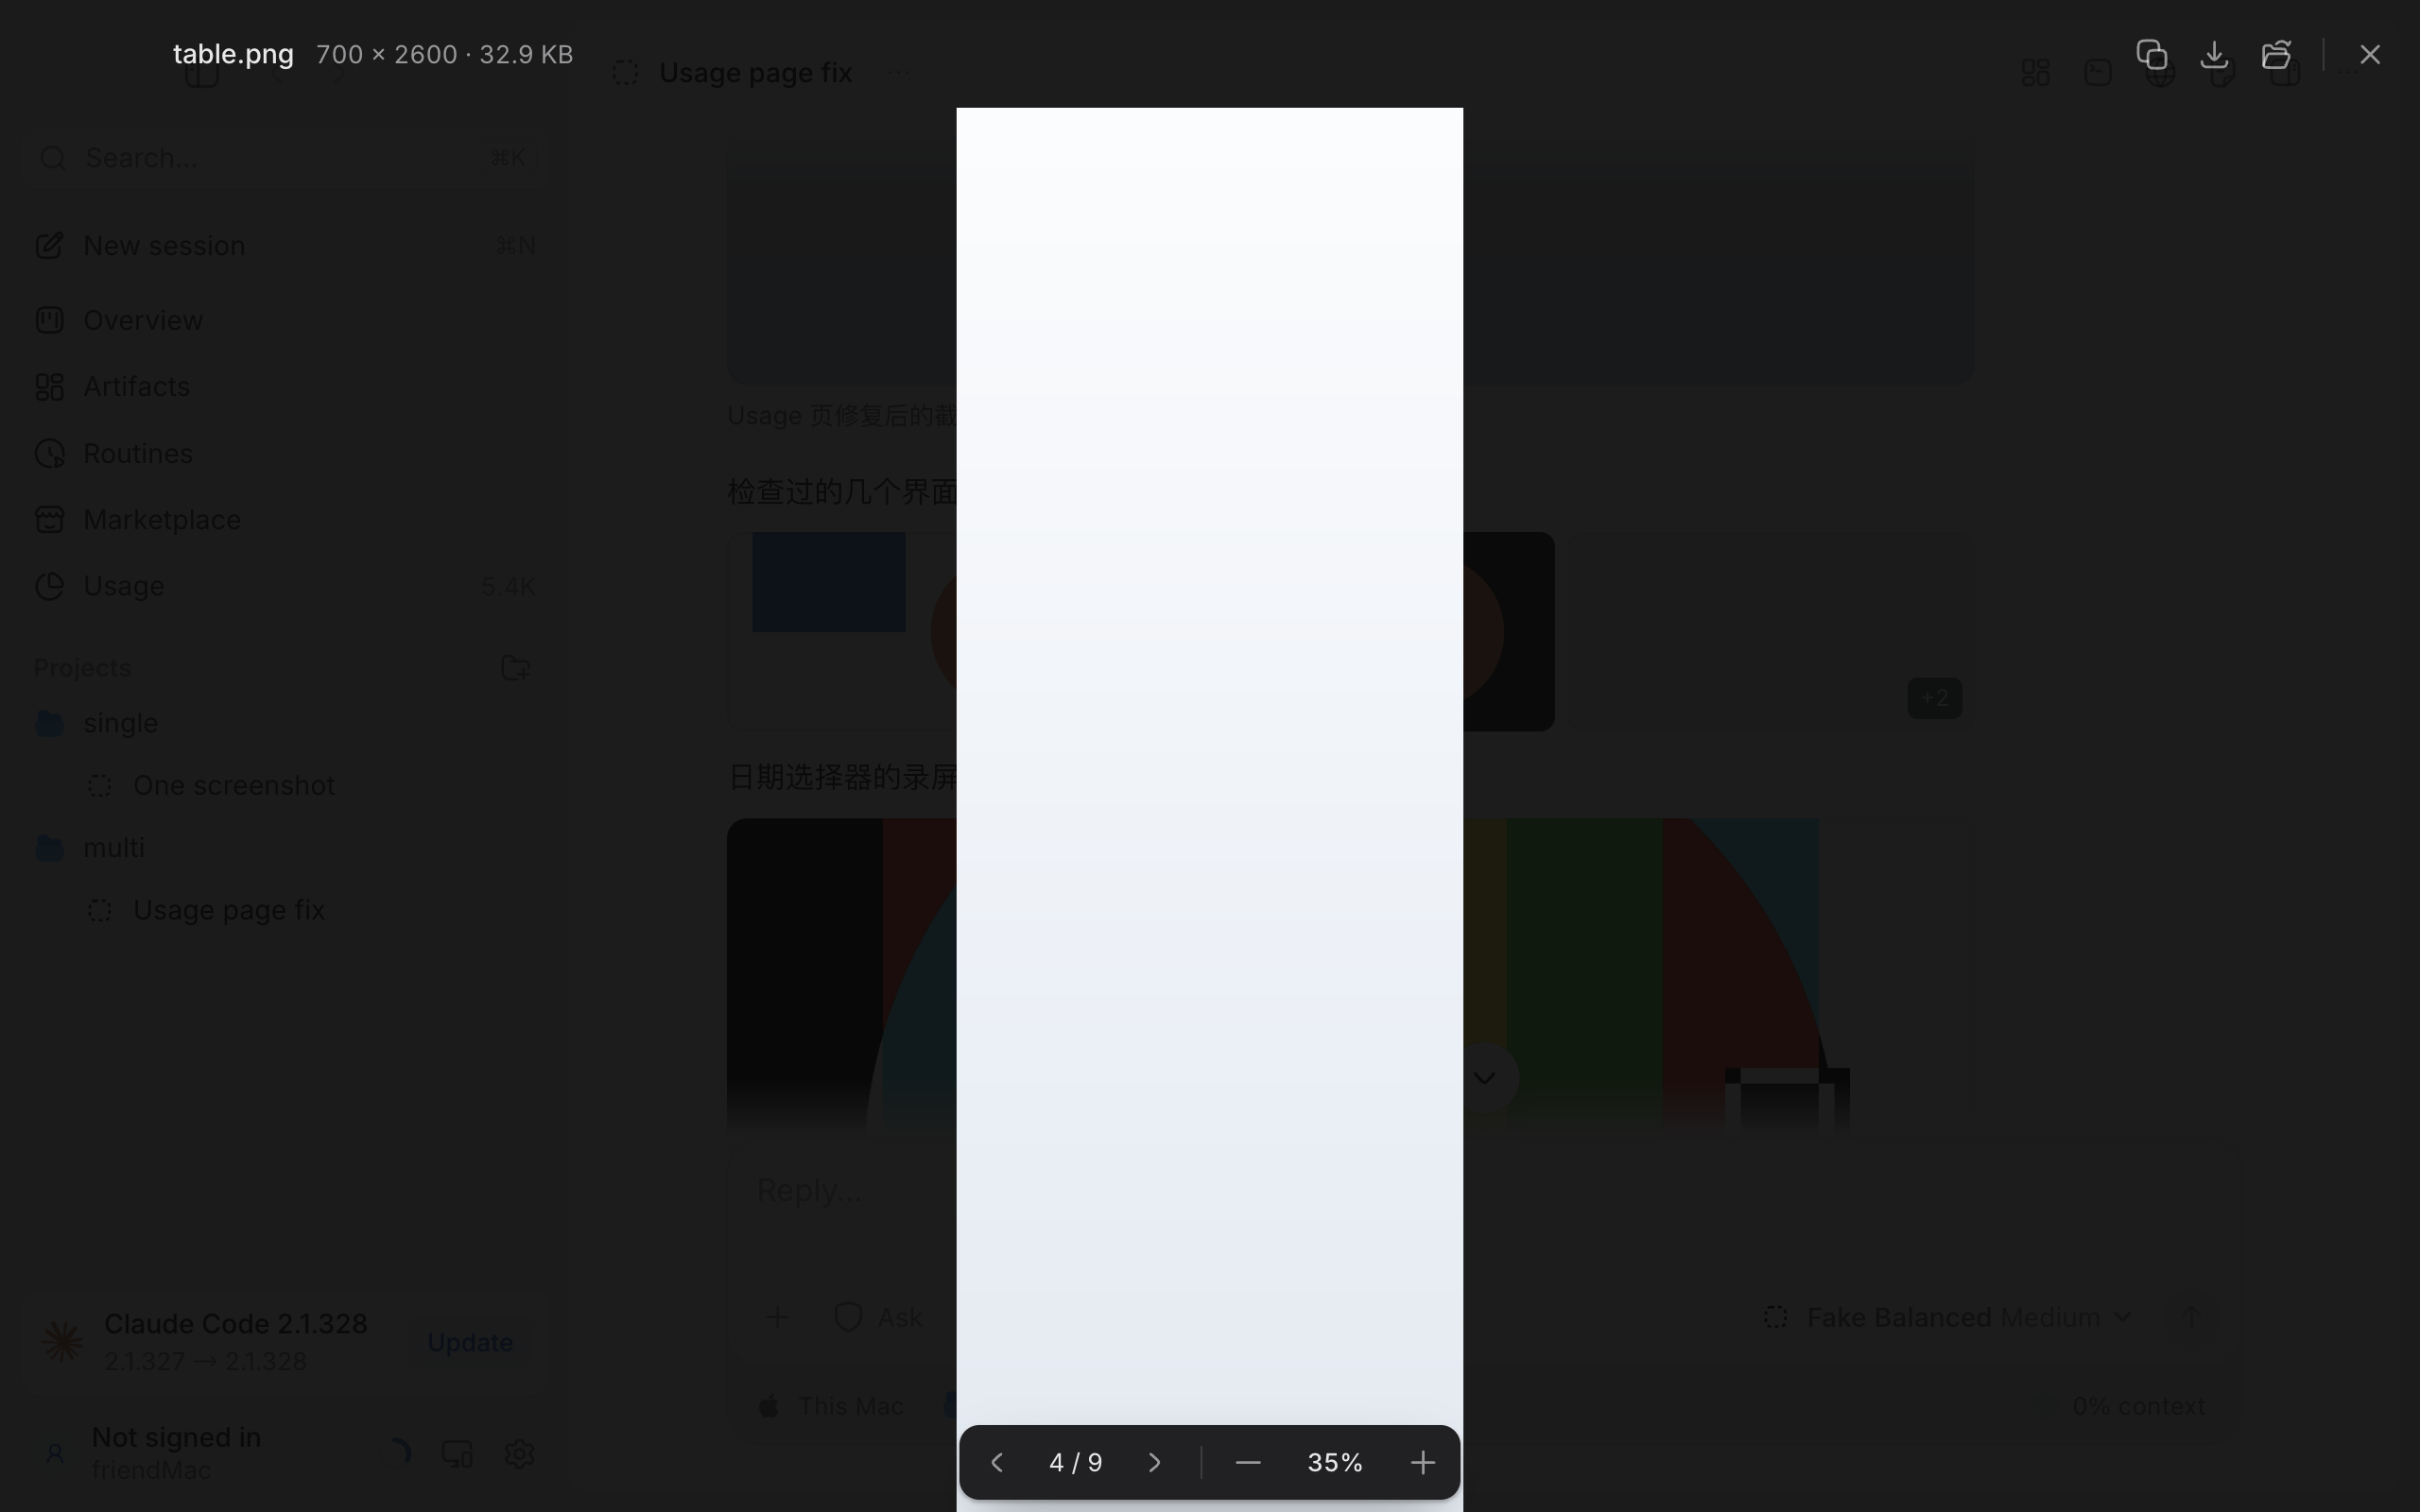 table.png 700 × 2600 · 32.9 KB
Usage page fix
Search... ⌘K
New session ⌘N
Overview
Artifacts
Routines
Marketplace
Usage 5.4K
Projects
single
One screenshot
multi
Usage page fix
Claude Code 2.1.328
2.1.327 → 2.1.328
Update
Not signed in
friendMac
Usage 页修复后的截
检查过的几个界面
+2
日期选择器的录屏
Reply...
Ask
Fake Balanced Medium
This Mac
0% context
4 / 9
35%